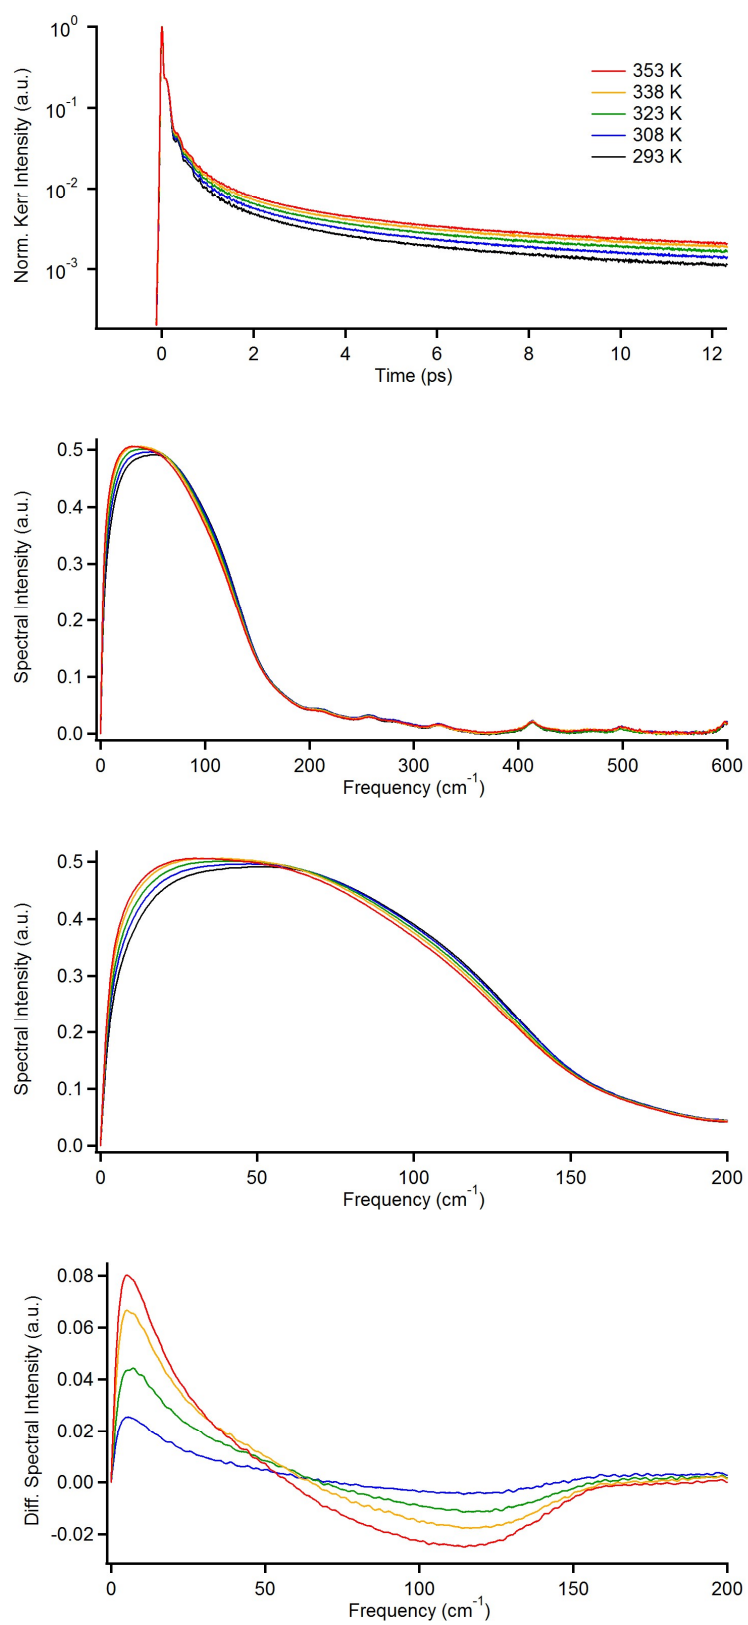 Norm. Kerr Intensity (a.u.)
10^0
10^-1
10^-2
10^-3
353 K
338 K
323 K
308 K
293 K
0 2 4 6 8 10 12
Time (ps)
Spectral Intensity (a.u.)
0.5
0.4
0.3
0.2
0.1
0.0
0 100 200 300 400 500 600
Frequency (cm^-1)
Spectral Intensity (a.u.)
0.5
0.4
0.3
0.2
0.1
0.0
0 50 100 150 200
Frequency (cm^-1)
Diff. Spectral Intensity (a.u.)
0.08
0.06
0.04
0.02
0.00
-0.02
0 50 100 150 200
Frequency (cm^-1)